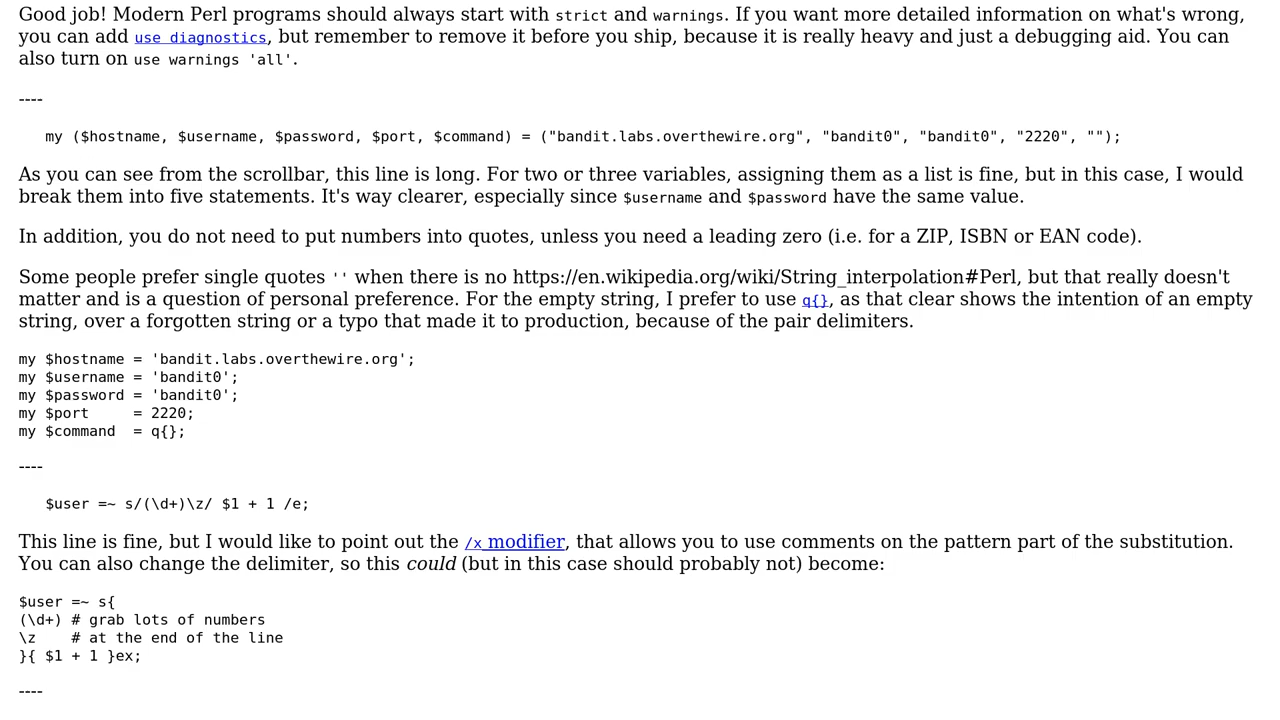 Good job! Modern Perl programs should always start with strict and warnings. If you want more detailed information on what's wrong,
you can add use diagnostics, but remember to remove it before you ship, because it is really heavy and just a debugging aid. You can
also turn on use warnings 'all'.
----
my ($hostname, $username, $password, $port, $command) = ("bandit.labs.overthewire.org", "bandit0", "bandit0", "2220", "");
As you can see from the scrollbar, this line is long. For two or three variables, assigning them as a list is fine, but in this case, I would
break them into five statements. It's way clearer, especially since $username and $password have the same value.
In addition, you do not need to put numbers into quotes, unless you need a leading zero (i.e. for a ZIP, ISBN or EAN code).
Some people prefer single quotes '' when there is no https://en.wikipedia.org/wiki/String_interpolation#Perl, but that really doesn't
matter and is a question of personal preference. For the empty string, I prefer to use q{}, as that clear shows the intention of an empty
string, over a forgotten string or a typo that made it to production, because of the pair delimiters.
my $hostname = 'bandit.labs.overthewire.org';
my $username = 'bandit0';
my $password = 'bandit0';
my $port     = 2220;
my $command  = q{};
----
$user =~ s/(\d+)\z/ $1 + 1 /e;
This line is fine, but I would like to point out the /x modifier, that allows you to use comments on the pattern part of the substitution.
You can also change the delimiter, so this could (but in this case should probably not) become:
$user =~ s{
(\d+) # grab lots of numbers
\z    # at the end of the line
}{ $1 + 1 }ex;
----